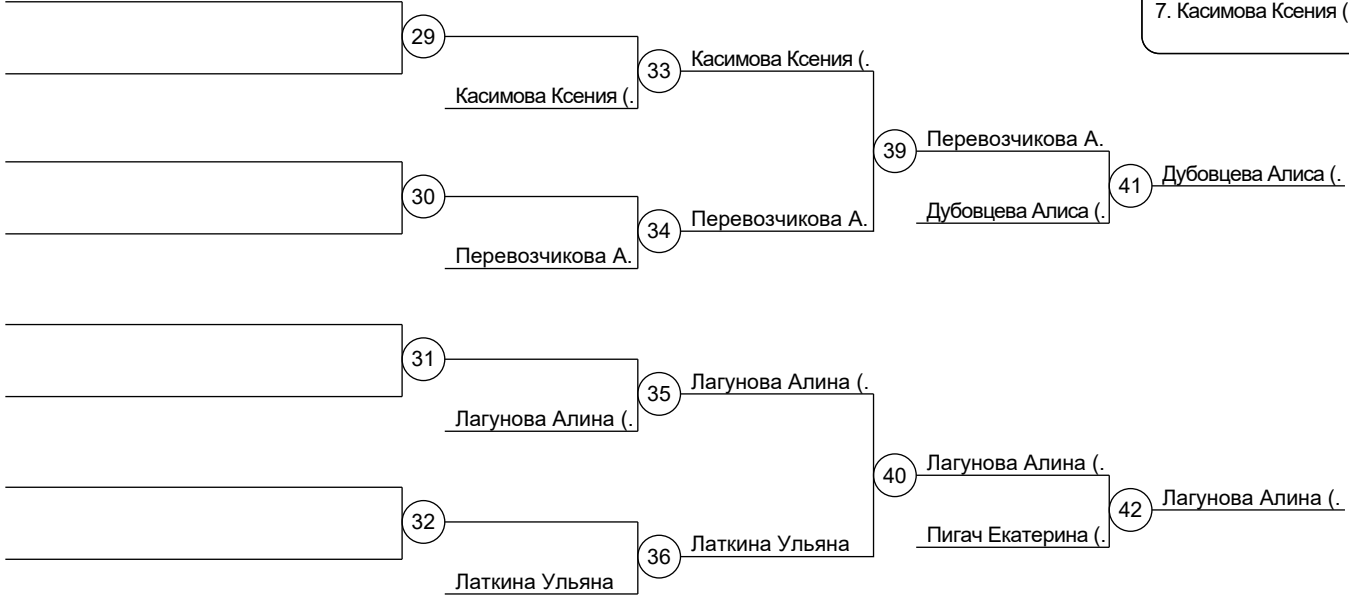 7. Касимова Ксения (
29
33
Касимова Ксения (.
Касимова Ксения (.
39
Перевозчикова А.
30
34
Перевозчикова А.
41
Дубовцева Алиса (.
Дубовцева Алиса (.
Перевозчикова А.
31
35
Лагунова Алина (.
Лагунова Алина (.
40
Лагунова Алина (.
32
36
Латкина Ульяна
42
Лагунова Алина (.
Пигач Екатерина (.
Латкина Ульяна